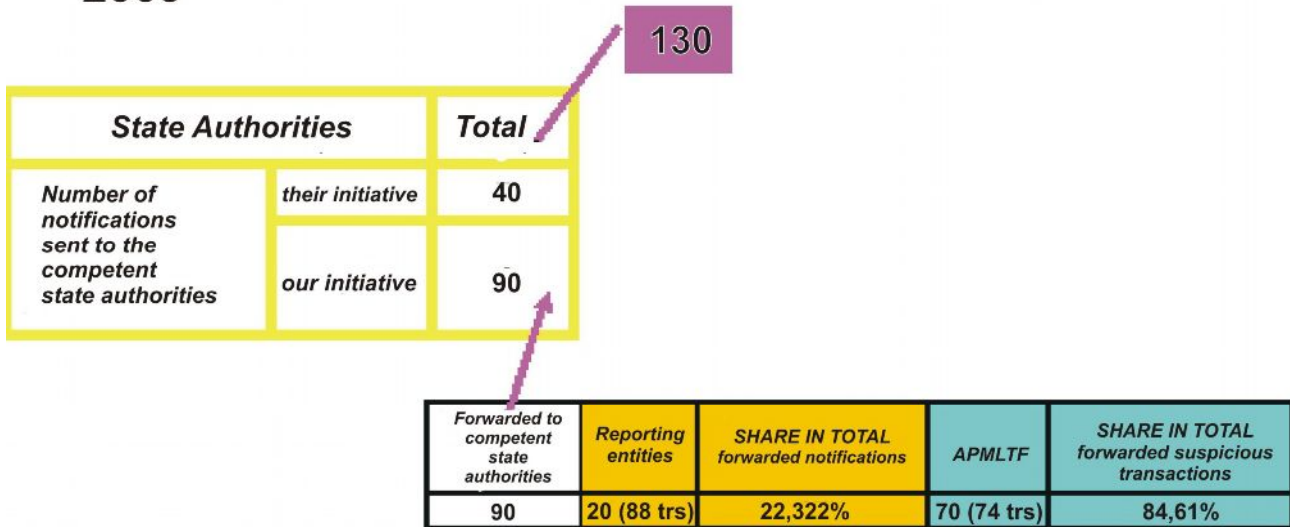 130
State Authorities
Total
Number of
notifications
sent to the
competent
state authorities
their initiative
40
our initiative
90
Forwarded to
competent
state
authorities
Reporting
entities
SHARE IN TOTAL
forwarded notifications
APMLTF
SHARE IN TOTAL
forwarded suspicious
transactions
90
20 (88 trs)
22,322%
70 (74 trs)
84,61%